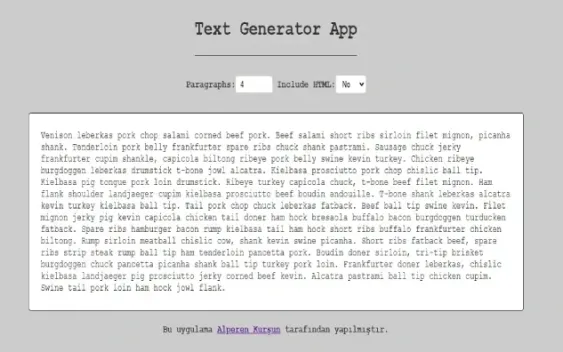 Text Generator App
Paragraphs: 4 Include HTML: No
Venison leberkas pork chop salami corned beef pork. Beef salami short ribs sirloin filet mignon, picanha
shank. Tenderloin pork belly frankfurter spare ribs chuck shank pastrami. Sausage chuck jerky
frankfurter cupim shankle, capicola biltong ribeye pork belly swine kevin turkey. Chicken ribeye
burgdoggen leberkas drumstick t-bone jowl alcatra. Kielbasa prosciutto pork chop chislic ball tip.
Kielbasa pig tongue pork loin drumstick. Ribeye turkey capicola chuck, t-bone beef filet mignon. Ham
flank shoulder landjaeger cupim kielbasa prosciutto beef boudin andouille. T-bone shank leberkas alcatra
kevin turkey kielbasa ball tip. Tail pork chop chuck leberkas fatback. Beef ball tip swine kevin. Filet
mignon jerky pig kevin capicola chicken tail doner ham hock bresaola buffalo bacon burgdoggen turducken
fatback. Spare ribs hamburger bacon rump kielbasa tail ham hock short ribs buffalo frankfurter chicken
biltong. Rump sirloin meatball chislic cow, shank kevin swine picanha. Short ribs fatback beef, spare
ribs strip steak rump ball tip ham tenderloin pancetta pork. Boudin doner sirloin, tri-tip brisket
burgdoggen chuck pancetta picanha shank ball tip turkey pork loin. Frankfurter doner leberkas, chislic
kielbasa landjaeger pig prosciutto jerky corned beef kevin. Alcatra pastrami ball tip chicken cupim.
Swine tail pork loin ham hock jowl flank.
Bu uygulama Alperen Kurşun tarafından yapılmıştır.